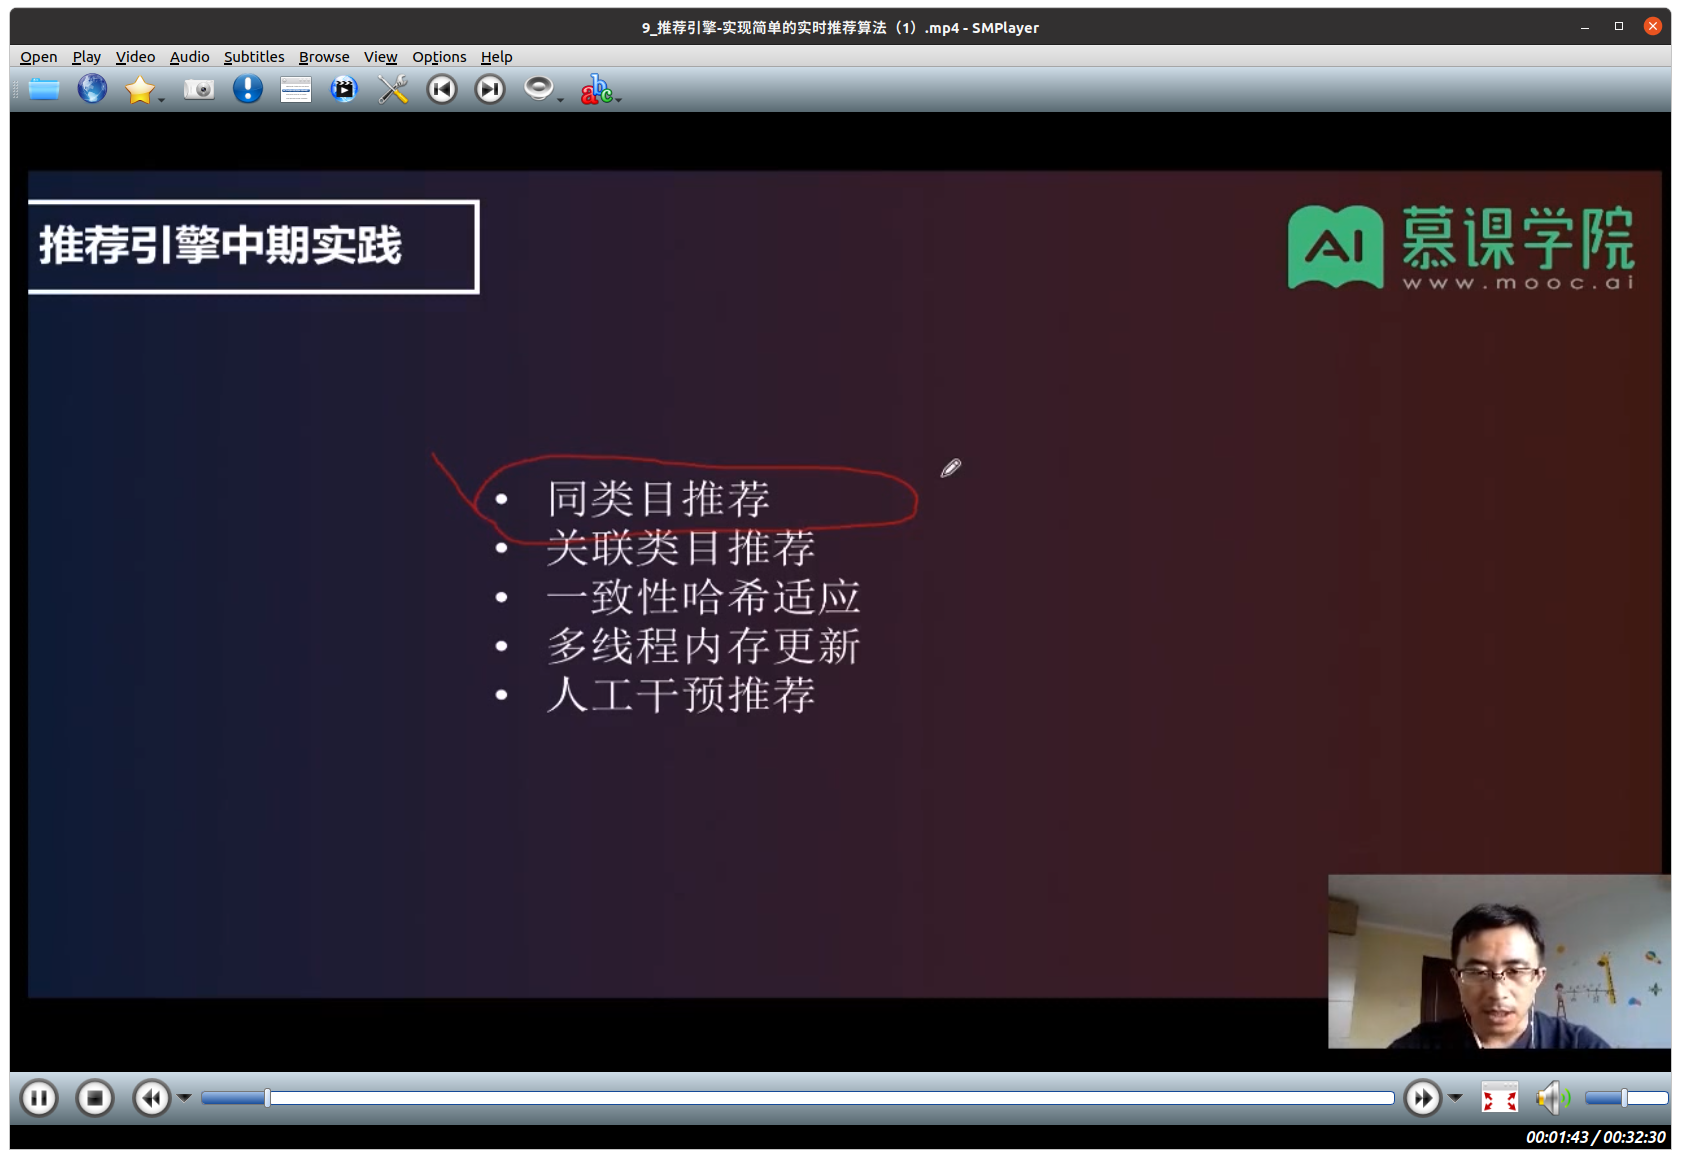 9_推荐引擎-实现简单的实时推荐算法（1）.mp4 - SMPlayer
Open Play Video Audio Subtitles Browse View Options Help
abc
推荐引擎中期实践
AI 慕课学院
www.mooc.ai
• 同类目推荐
• 关联类目推荐
• 一致性哈希适应
• 多线程内存更新
• 人工干预推荐
00:01:43 / 00:32:30